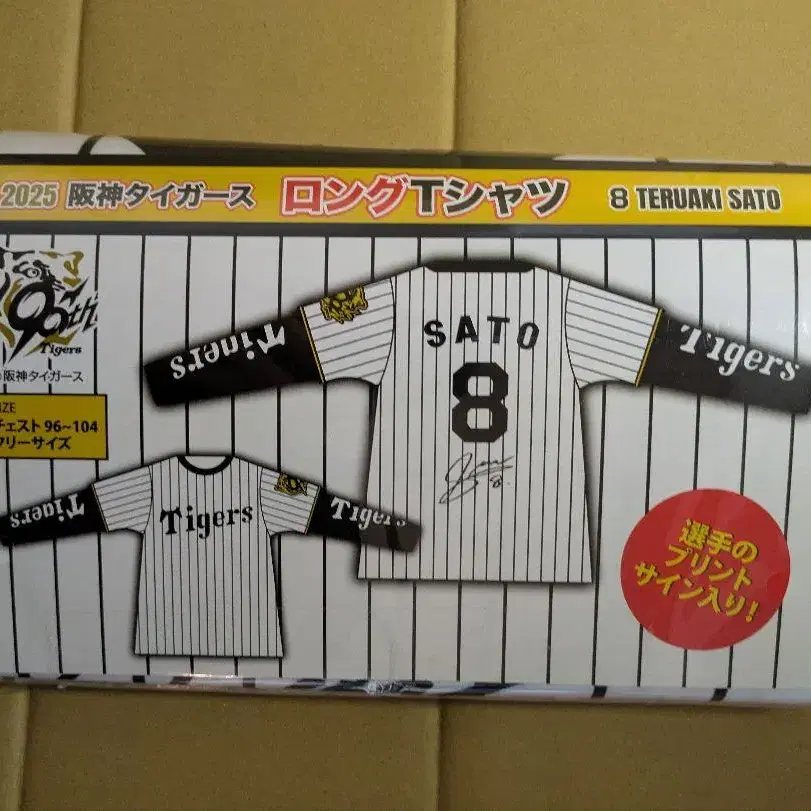 2025 阪神タイガース ロングTシャツ 8 TERUAKI SATO
90th
Tigers
阪神タイガース
SIZE
チェスト 96~104
フリーサイズ
Tigers
SATO
8
Tigers
8.
Tigers
Tigers
Tigers
選手の
プリント
サイン入り!